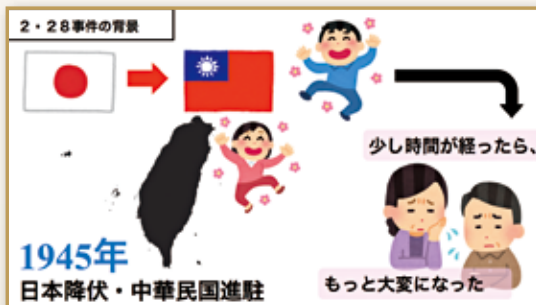 2・28事件の背景
少し時間が経ったら、
もっと大変になった
1945年
日本降伏・中華民国進駐